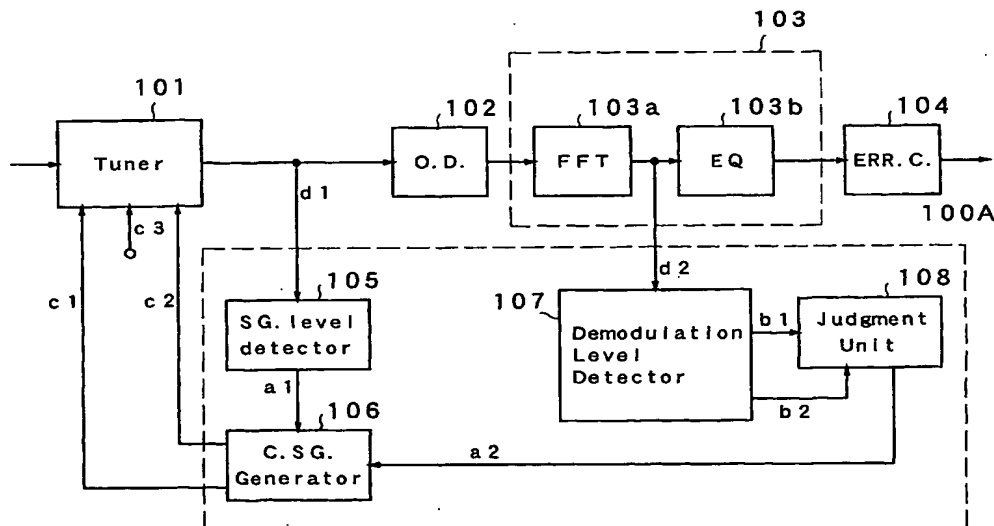 103
101
102
103a
103b
104
Tuner
O.D.
FFT
EQ
ERR.C.
100A
d1
c3
d2
c1
c2
105
107
108
SG.level
detector
Demodulation
Level
Detector
b1
Judgment
Unit
b2
a1
106
C.SG.
Generator
a2